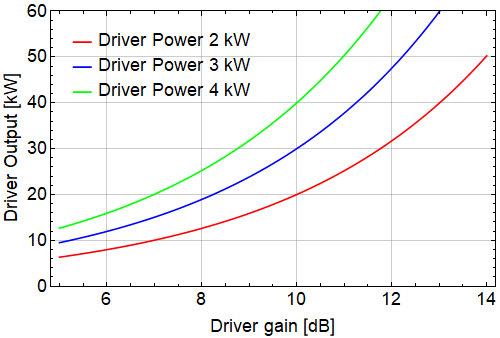 60
50
40
30
20
10
0
Driver Output [kW]
Driver Power 2 kW
Driver Power 3 kW
Driver Power 4 kW
6 8 10 12 14
Driver gain [dB]